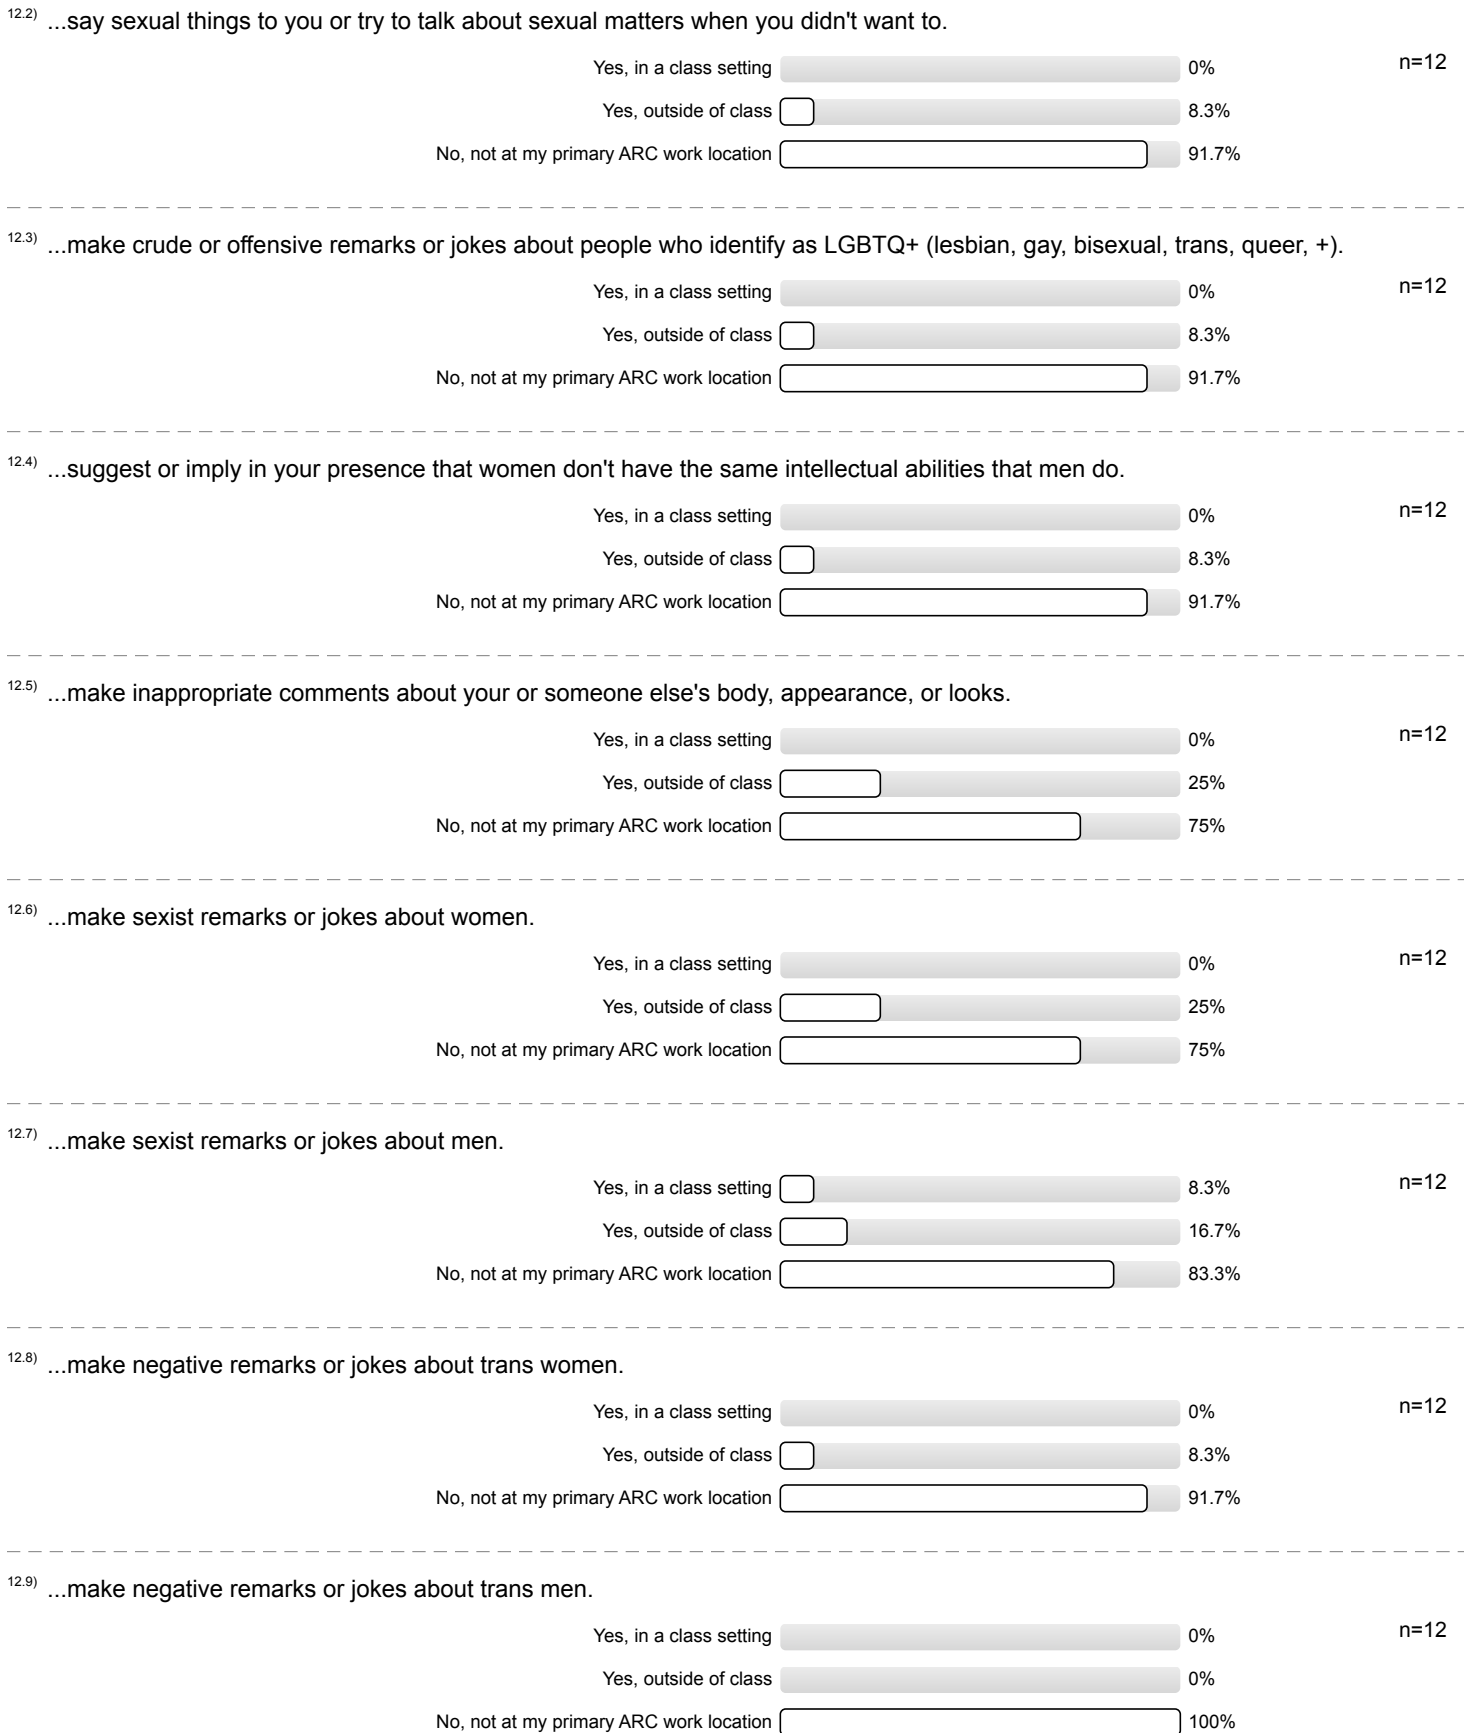 12.2) ...say sexual things to you or try to talk about sexual matters when you didn't want to.
Yes, in a class setting 0% n=12
Yes, outside of class 8.3%
No, not at my primary ARC work location 91.7%
12.3) ...make crude or offensive remarks or jokes about people who identify as LGBTQ+ (lesbian, gay, bisexual, trans, queer, +).
Yes, in a class setting 0% n=12
Yes, outside of class 8.3%
No, not at my primary ARC work location 91.7%
12.4) ...suggest or imply in your presence that women don't have the same intellectual abilities that men do.
Yes, in a class setting 0% n=12
Yes, outside of class 8.3%
No, not at my primary ARC work location 91.7%
12.5) ...make inappropriate comments about your or someone else's body, appearance, or looks.
Yes, in a class setting 0% n=12
Yes, outside of class 25%
No, not at my primary ARC work location 75%
12.6) ...make sexist remarks or jokes about women.
Yes, in a class setting 0% n=12
Yes, outside of class 25%
No, not at my primary ARC work location 75%
12.7) ...make sexist remarks or jokes about men.
Yes, in a class setting 8.3% n=12
Yes, outside of class 16.7%
No, not at my primary ARC work location 83.3%
12.8) ...make negative remarks or jokes about trans women.
Yes, in a class setting 0% n=12
Yes, outside of class 8.3%
No, not at my primary ARC work location 91.7%
12.9) ...make negative remarks or jokes about trans men.
Yes, in a class setting 0% n=12
Yes, outside of class 0%
No, not at my primary ARC work location 100%